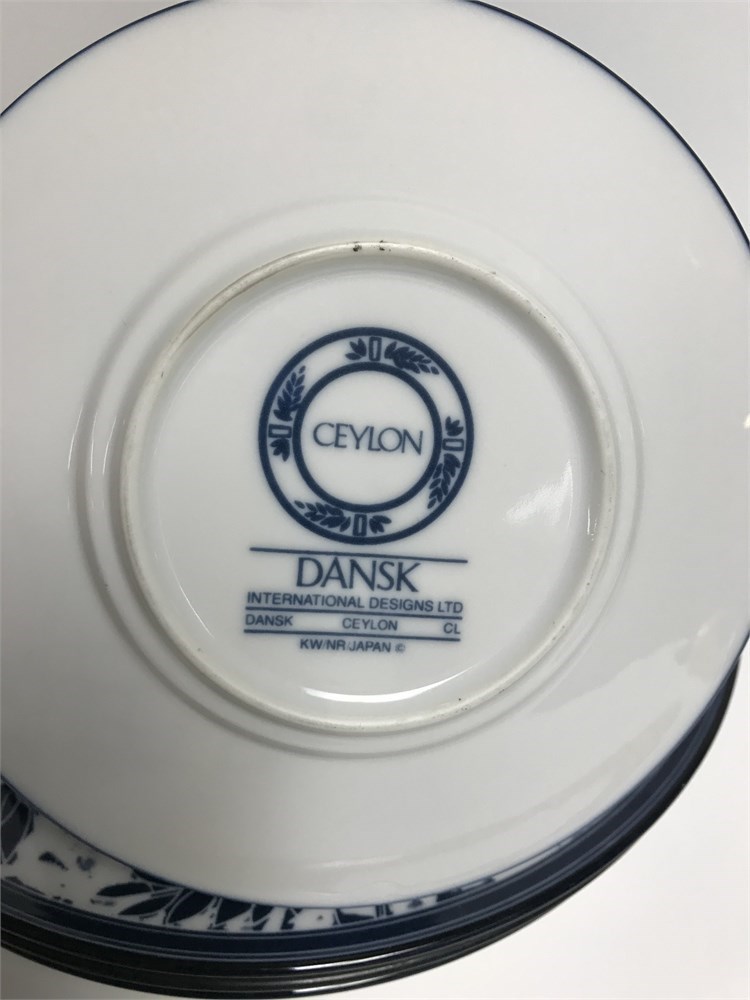 CEYLON
DANSK
INTERNATIONAL DESIGNS LTD
DANSK CEYLON CL
KW/NR/JAPAN ©